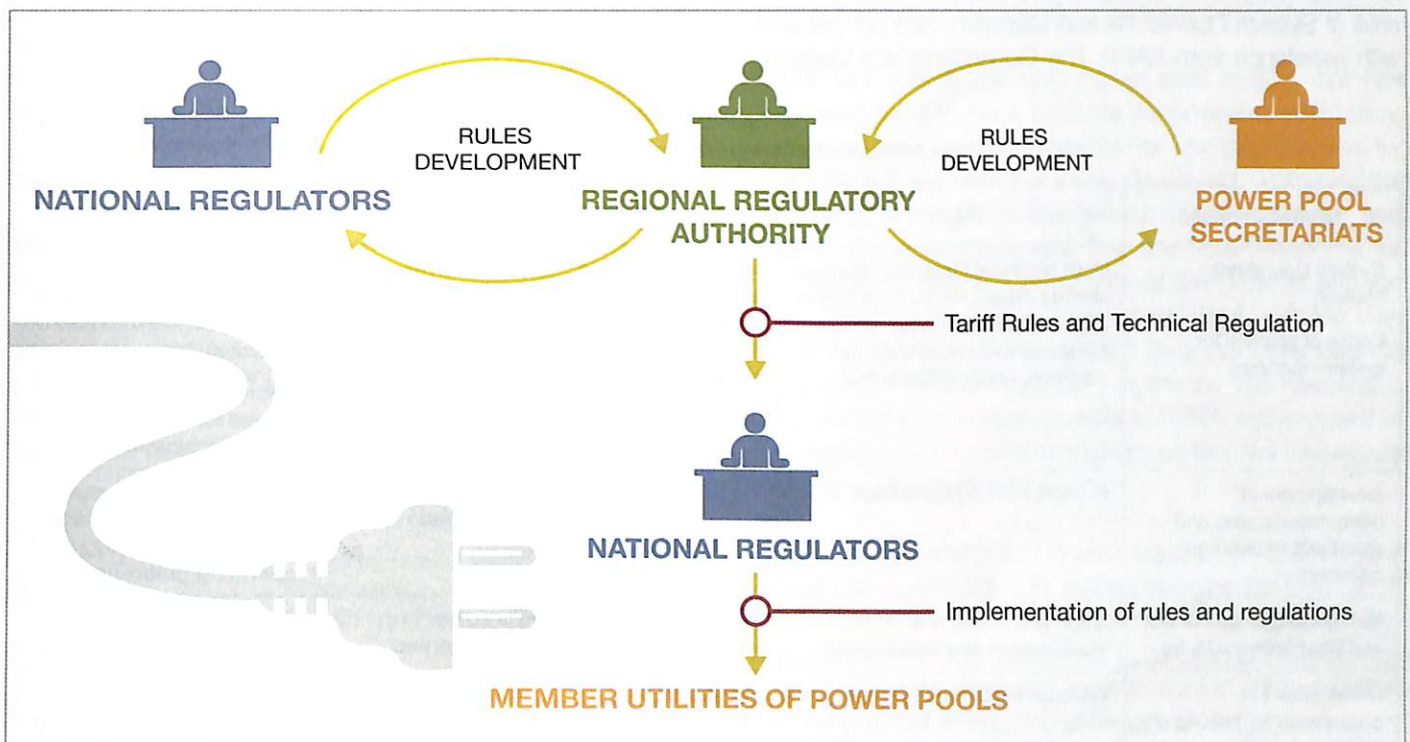 RULES
DEVELOPMENT
RULES
DEVELOPMENT
NATIONAL REGULATORS
REGIONAL REGULATORY
AUTHORITY
POWER POOL
SECRETARIATS
Tariff Rules and Technical Regulation
NATIONAL REGULATORS
Implementation of rules and regulations
MEMBER UTILITIES OF POWER POOLS